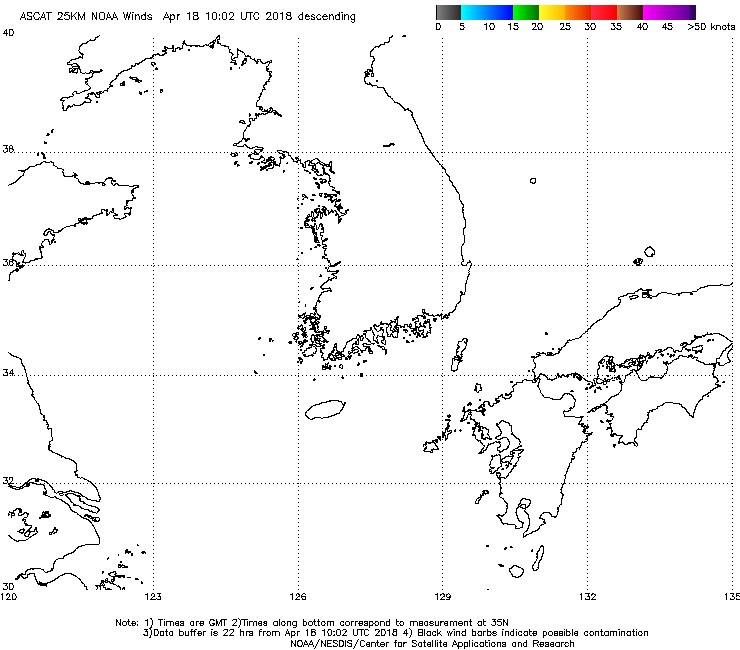 ASCAT 25KM NOAA Winds Apr 18 10:02 UTC 2018 descending
0 5 10 15 20 25 30 35 40 45 >50 knots
40
38
36
34
32
30
120 123 126 129 132 135
Note: 1) Times are GMT 2)Times along bottom correspond to measurement at 35N
3)Data buffer is 22 hrs from Apr 18 10:02 UTC 2018 4) Black wind barbs indicate possible contamination
NOAA/NESDIS/Center for Satellite Applications and Research